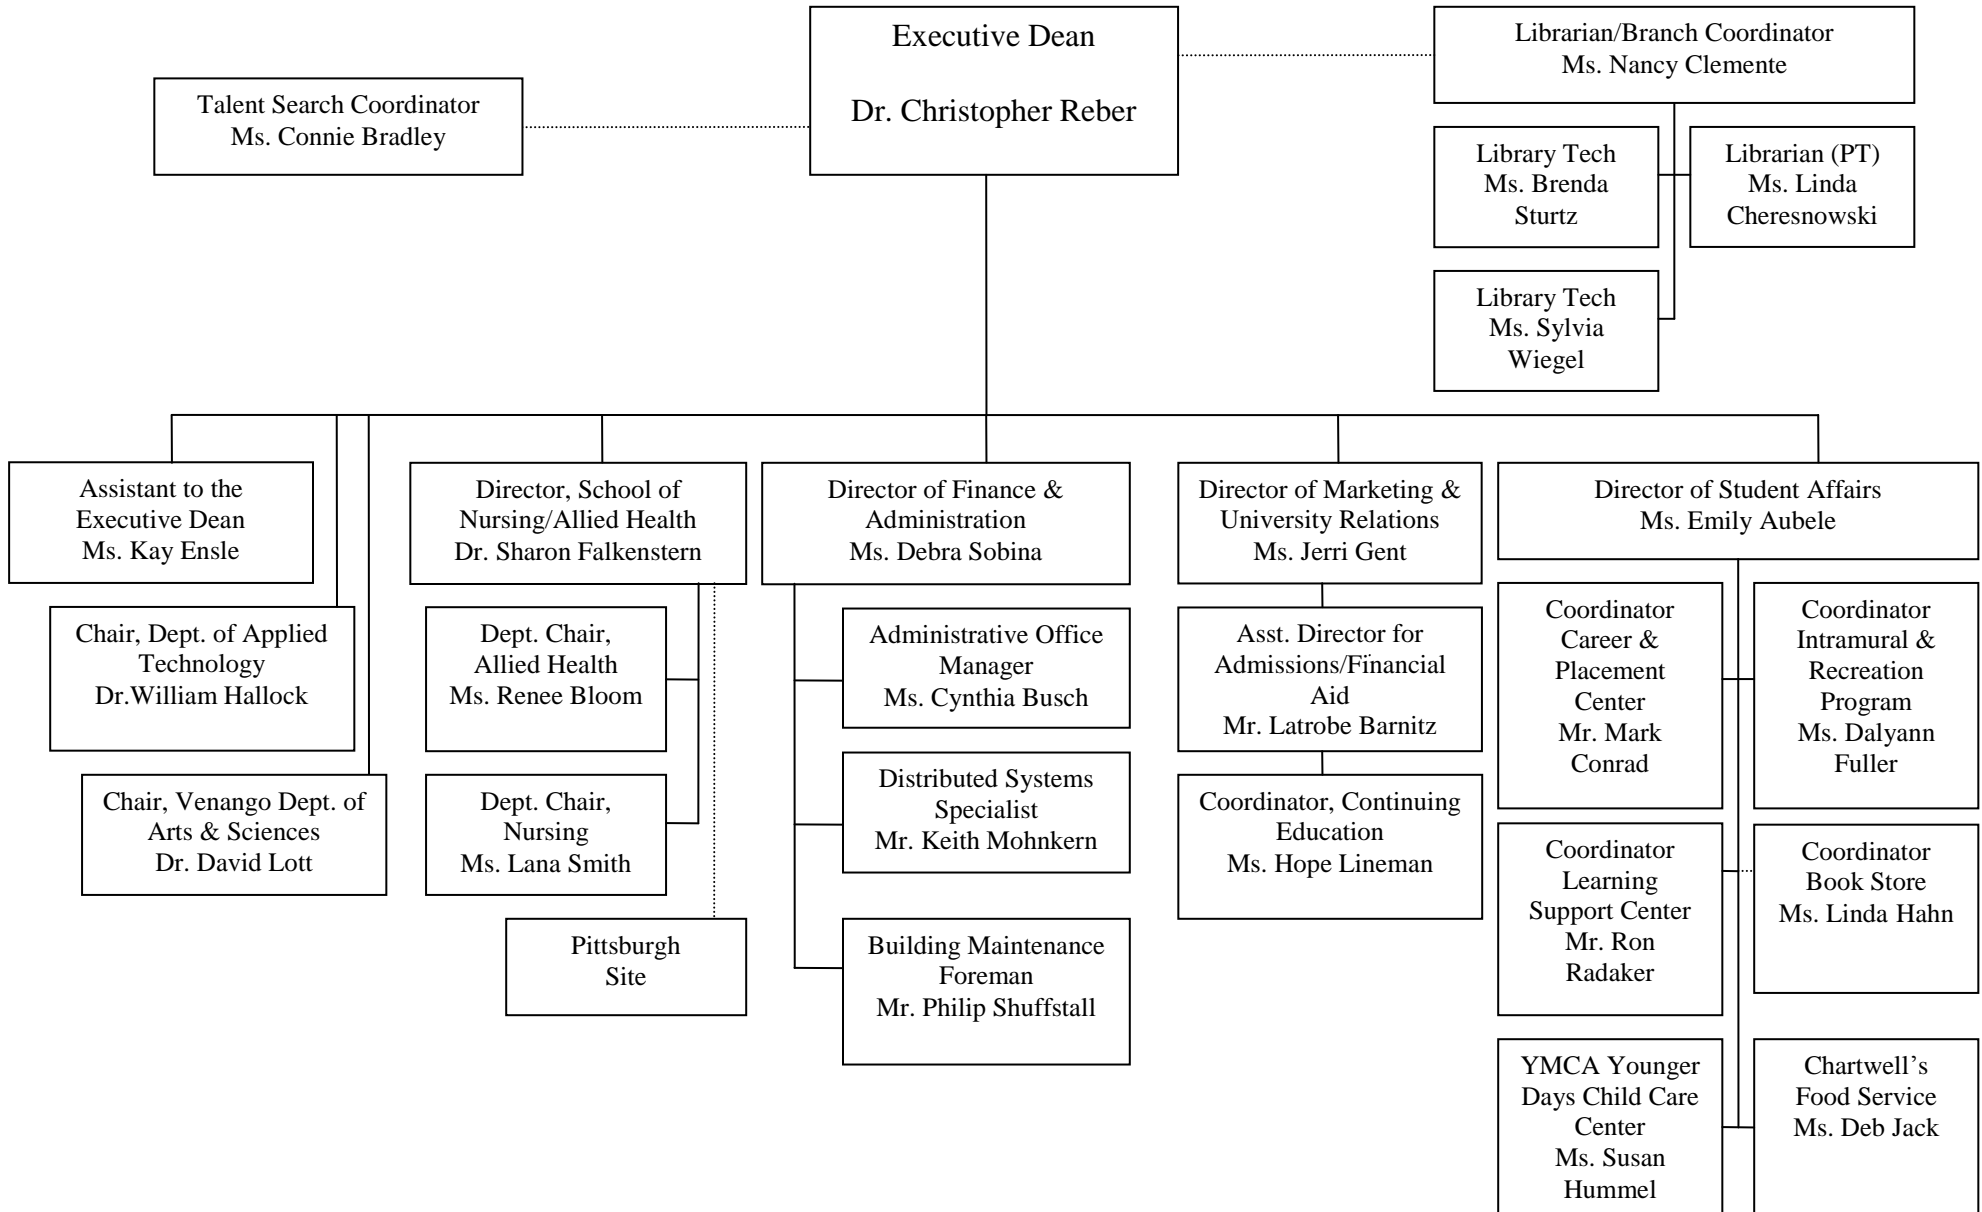 Executive Dean
Dr. Christopher Reber
Librarian/Branch Coordinator
Ms. Nancy Clemente
Talent Search Coordinator
Ms. Connie Bradley
Library Tech
Ms. Brenda
Sturtz
Librarian (PT)
Ms. Linda
Cheresnowski
Library Tech
Ms. Sylvia
Wiegel
Assistant to the
Executive Dean
Ms. Kay Ensle
Chair, Dept. of Applied
Technology
Dr.William Hallock
Chair, Venango Dept. of
Arts & Sciences
Dr. David Lott
Director, School of
Nursing/Allied Health
Dr. Sharon Falkenstern
Dept. Chair,
Allied Health
Ms. Renee Bloom
Dept. Chair,
Nursing
Ms. Lana Smith
Pittsburgh
Site
Director of Finance &
Administration
Ms. Debra Sobina
Administrative Office
Manager
Ms. Cynthia Busch
Distributed Systems
Specialist
Mr. Keith Mohnkern
Building Maintenance
Foreman
Mr. Philip Shuffstall
Director of Marketing &
University Relations
Ms. Jerri Gent
Asst. Director for
Admissions/Financial
Aid
Mr. Latrobe Barnitz
Coordinator, Continuing
Education
Ms. Hope Lineman
Director of Student Affairs
Ms. Emily Aubele
Coordinator
Career &
Placement
Center
Mr. Mark
Conrad
Coordinator
Intramural &
Recreation
Program
Ms. Dalyann
Fuller
Coordinator
Learning
Support Center
Mr. Ron
Radaker
Coordinator
Book Store
Ms. Linda Hahn
YMCA Younger
Days Child Care
Center
Ms. Susan
Hummel
Chartwell’s
Food Service
Ms. Deb Jack